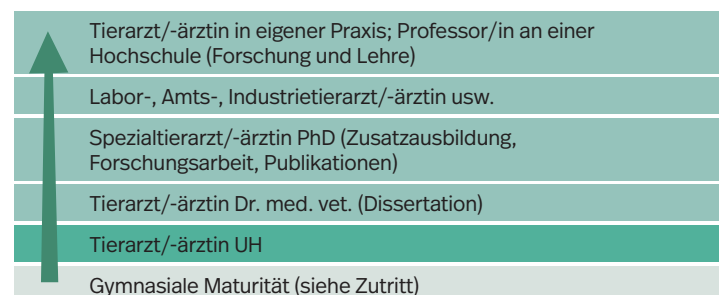 Tierarzt/-ärztin in eigener Praxis; Professor/in an einer
Hochschule (Forschung und Lehre)
Labor-, Amts-, Industrietierarzt/-ärztin usw.
Spezialtierarzt/-ärztin PhD (Zusatzausbildung,
Forschungsarbeit, Publikationen)
Tierarzt/-ärztin Dr. med. vet. (Dissertation)
Tierarzt/-ärztin UH
Gymnasiale Maturität (siehe Zutritt)